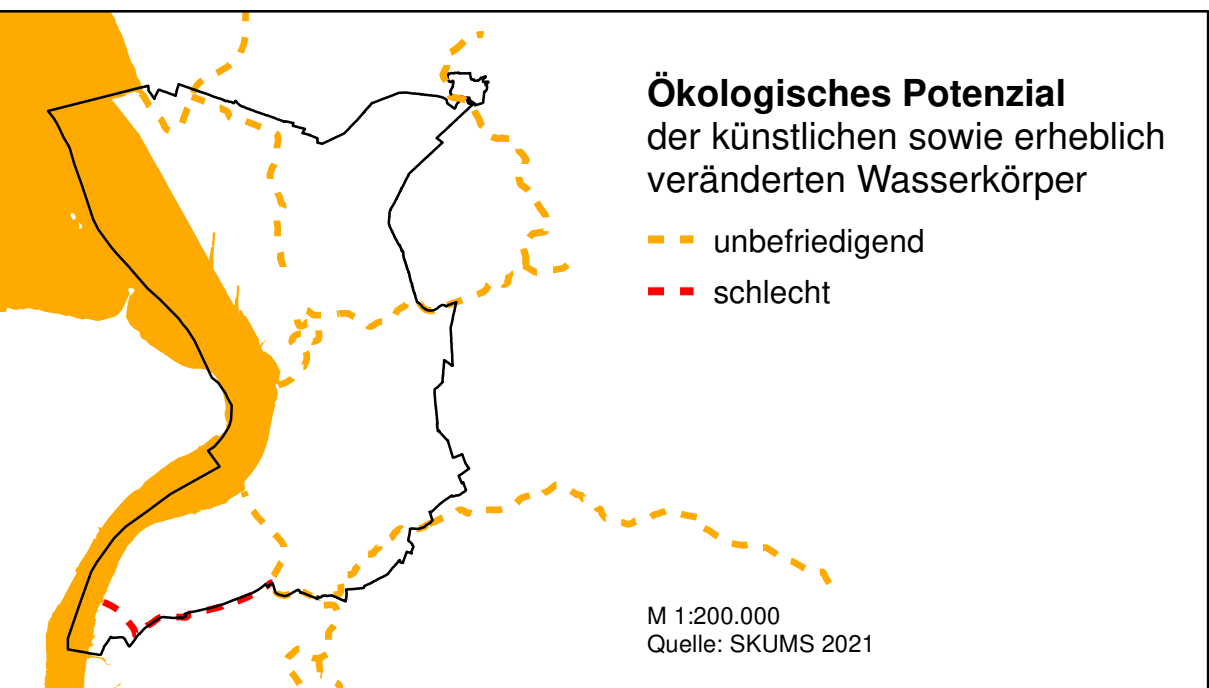 Ökologisches Potenzial
der künstlichen sowie erheblich
veränderten Wasserkörper
unbefriedigend
schlecht
M 1:200.000
Quelle: SKUMS 2021